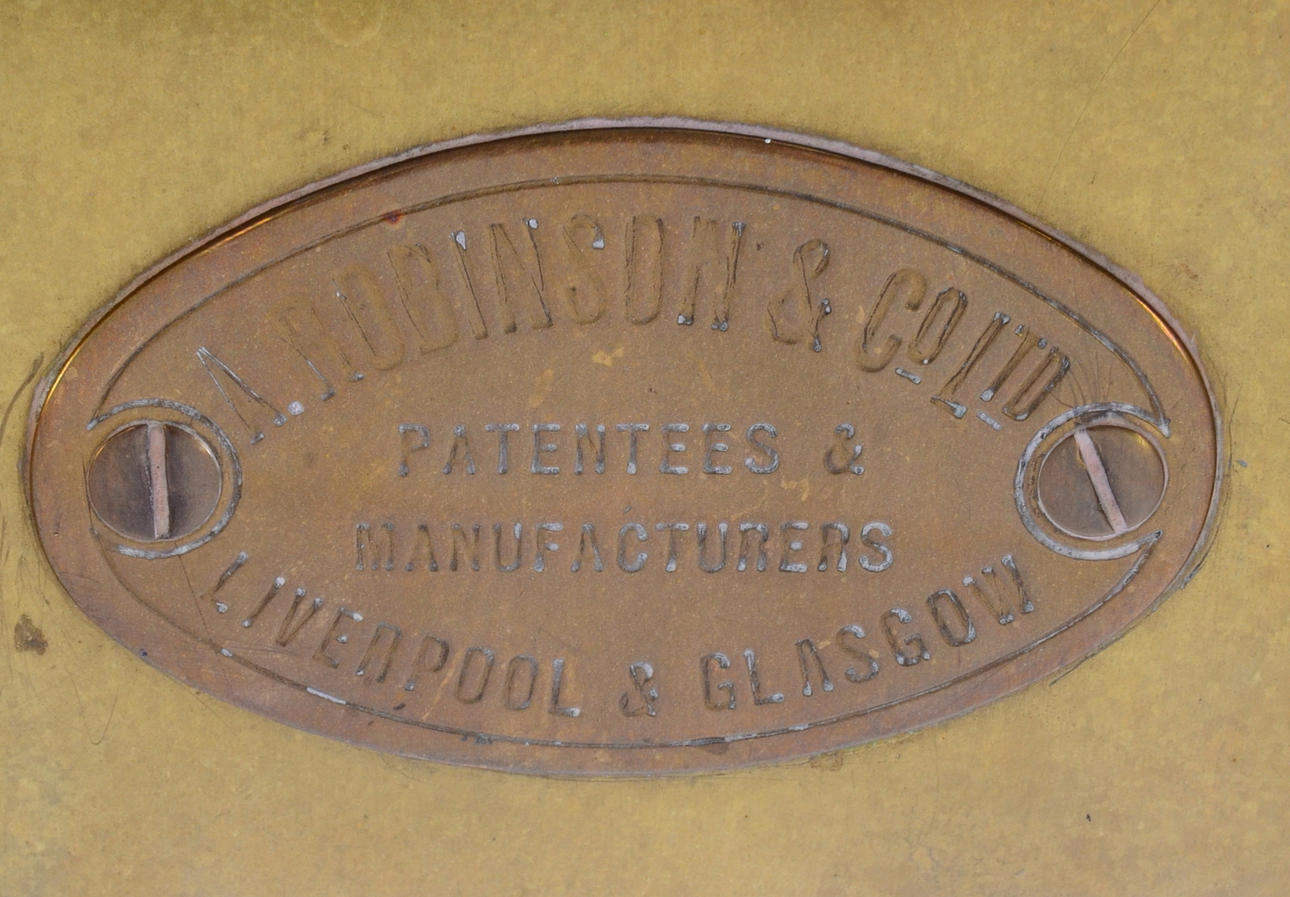 A. ROBINSON & Co LTD
PATENTEES &
MANUFACTURERS
LIVERPOOL & GLASGOW